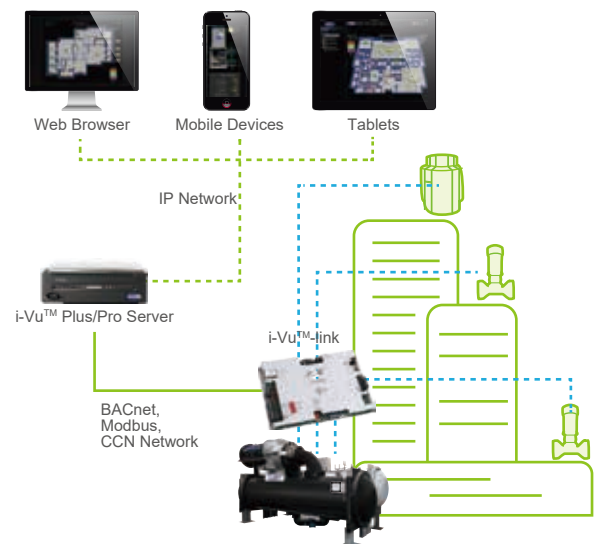 Web Browser
Mobile Devices
Tablets
IP Network
i-Vu™ Plus/Pro Server
i-Vu™-link
BACnet,
Modbus,
CCN Network